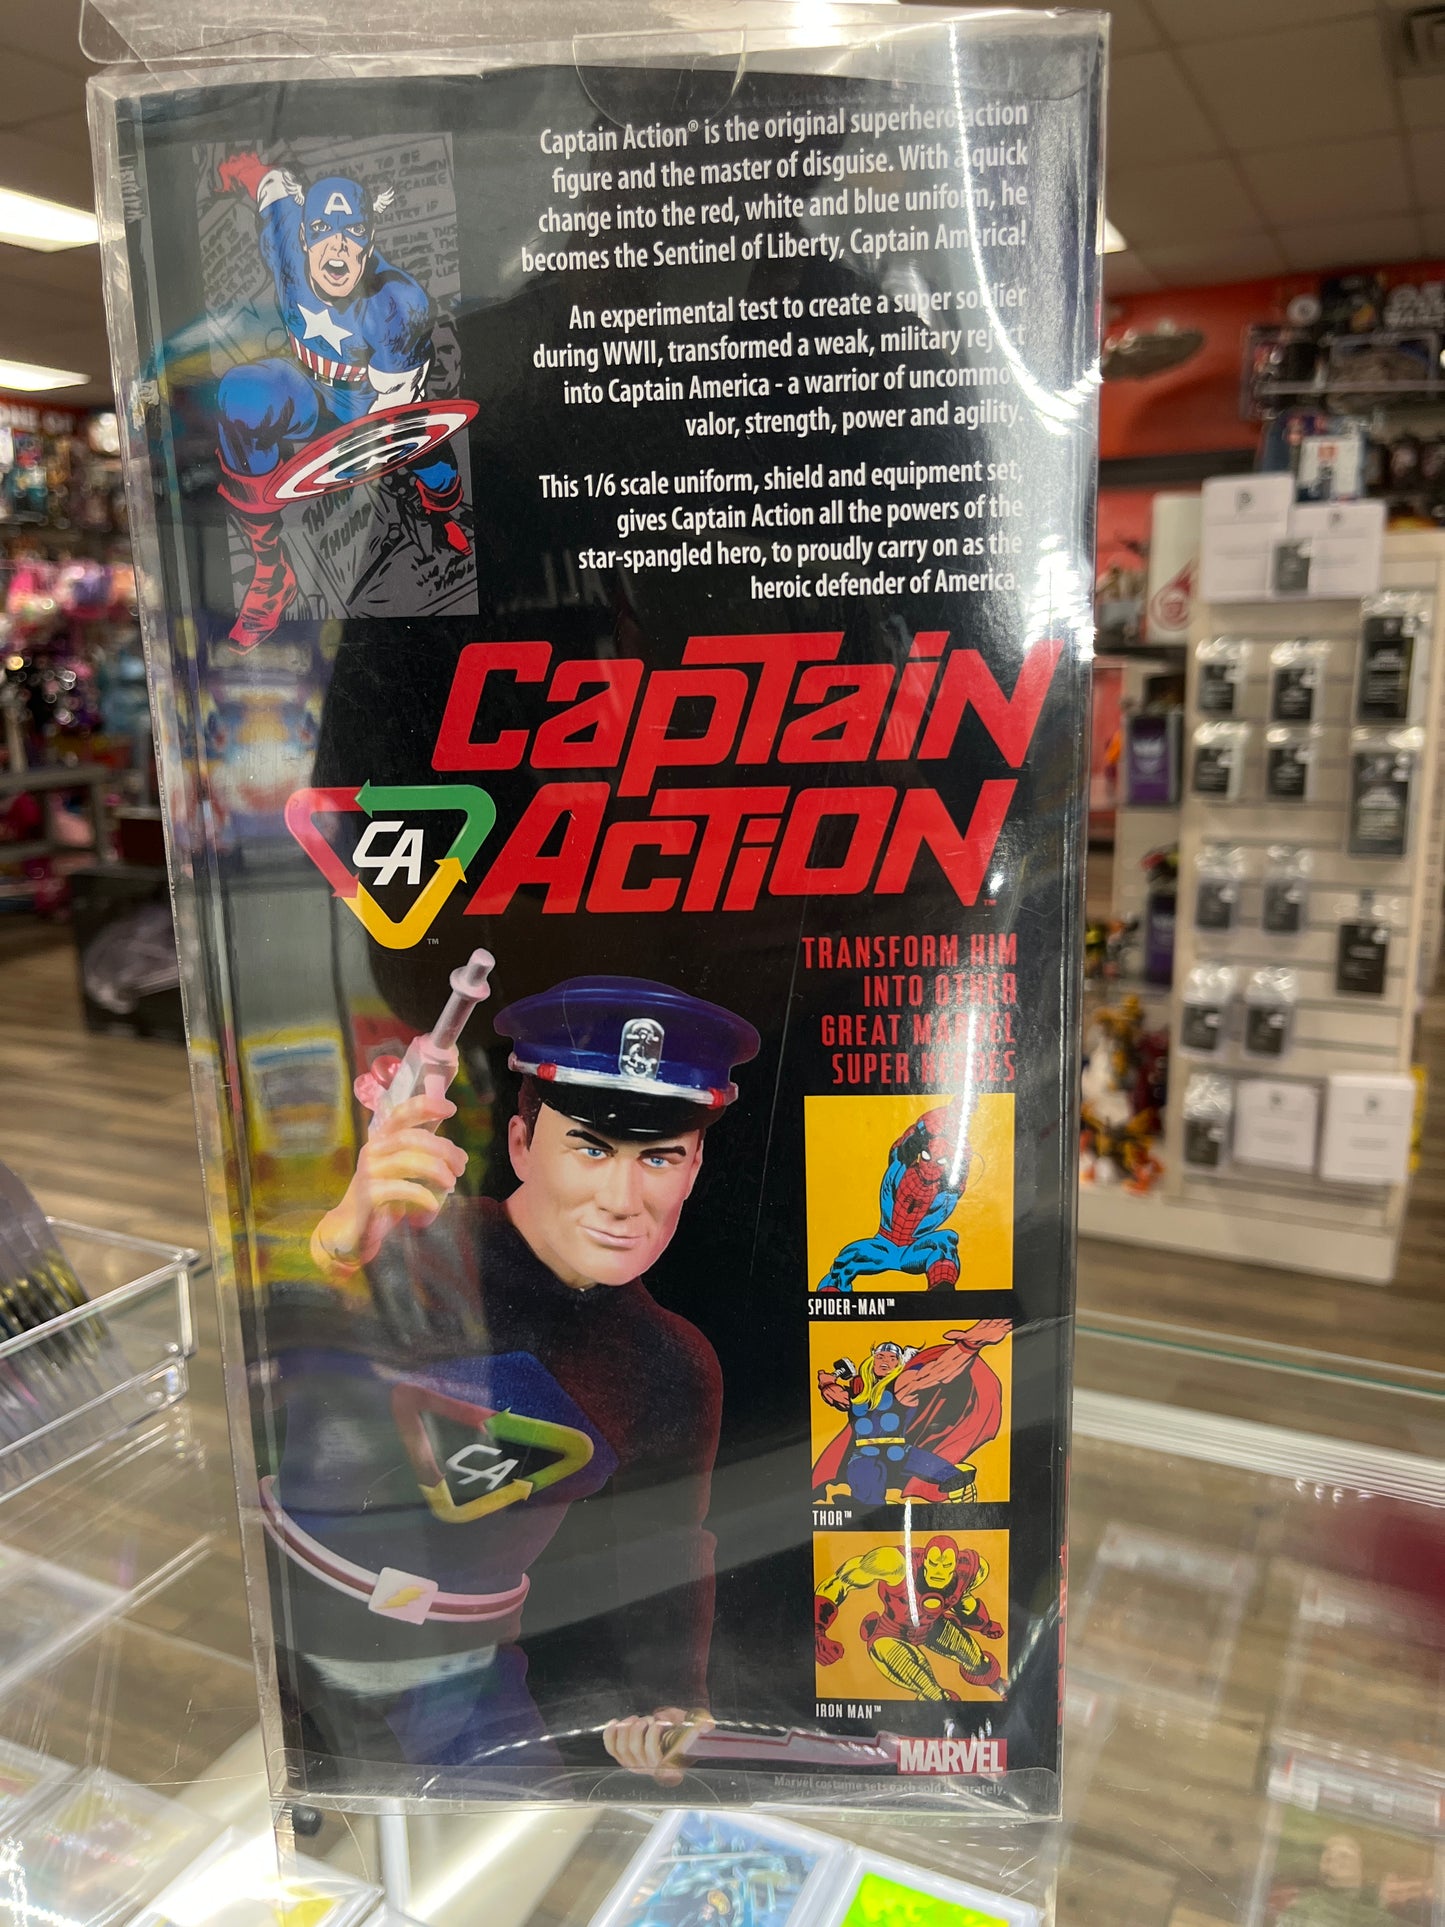 Captain Action® is the original superhero action
figure and the master of disguise. With a quick
change into the red, white and blue uniform, he
becomes the Sentinel of Liberty, Captain America!
An experimental test to create a super soldier
during WWII, transformed a weak, military reject
into Captain America - a warrior of uncommon
valor, strength, power and agility.
This 1/6 scale uniform, shield and equipment set,
gives Captain Action all the powers of the
star-spangled hero, to proudly carry on as the
heroic defender of America.
CAPTAIN
ACTION™
CA™
TRANSFORM HIM
INTO OTHER
GREAT MARVEL
SUPER HEROES
SPIDER-MAN™
THOR™
IRON MAN™
CA
MARVEL
Marvel costume sets each sold separately.